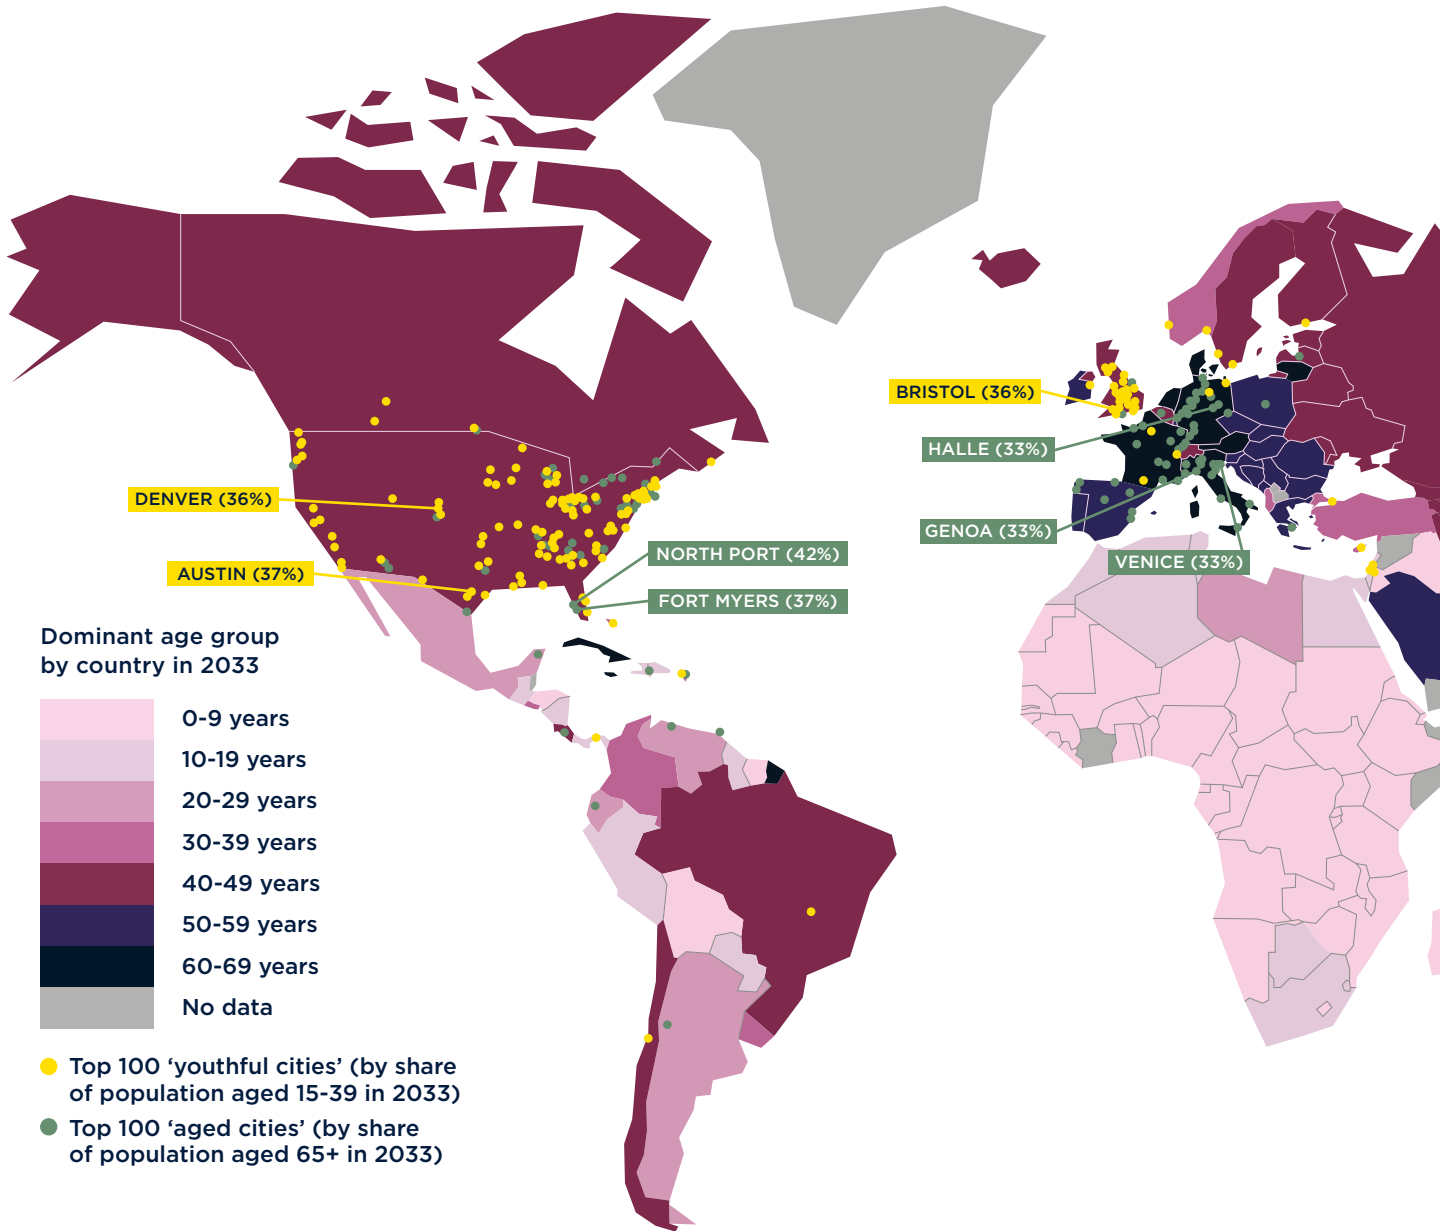 BRISTOL (36%)
HALLE (33%)
DENVER (36%)
GENOA (33%)
NORTH PORT (42%)
VENICE (33%)
AUSTIN (37%)
FORT MYERS (37%)
Dominant age group
by country in 2033
0-9 years
10-19 years
20-29 years
30-39 years
40-49 years
50-59 years
60-69 years
No data
Top 100 ‘youthful cities’ (by share
of population aged 15-39 in 2033)
Top 100 ‘aged cities’ (by share
of population aged 65+ in 2033)